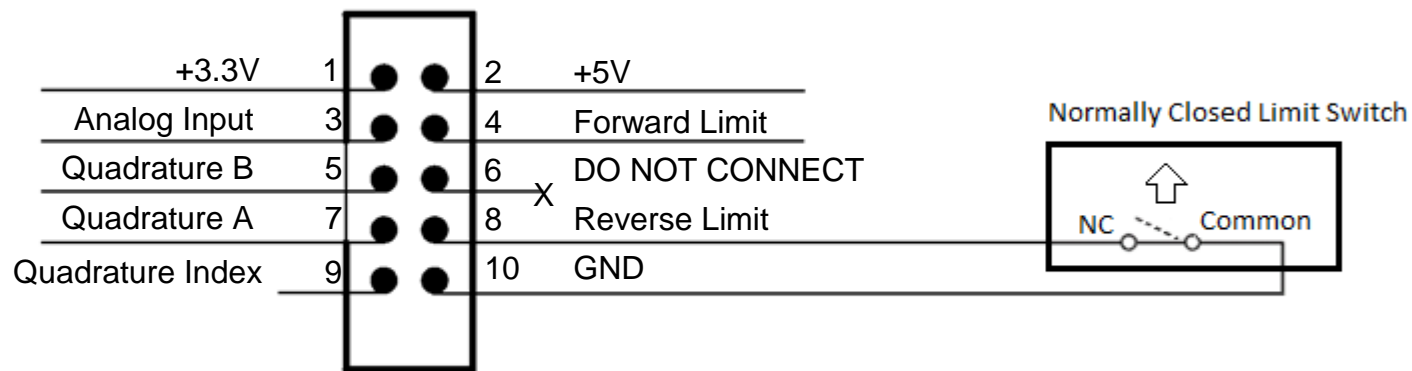 +3.3V 1 2 +5V
Analog Input 3 4 Forward Limit
Normally Closed Limit Switch
Quadrature B 5 6 DO NOT CONNECT
X
Quadrature A 7 8 Reverse Limit
NC Common
Quadrature Index 9 10 GND